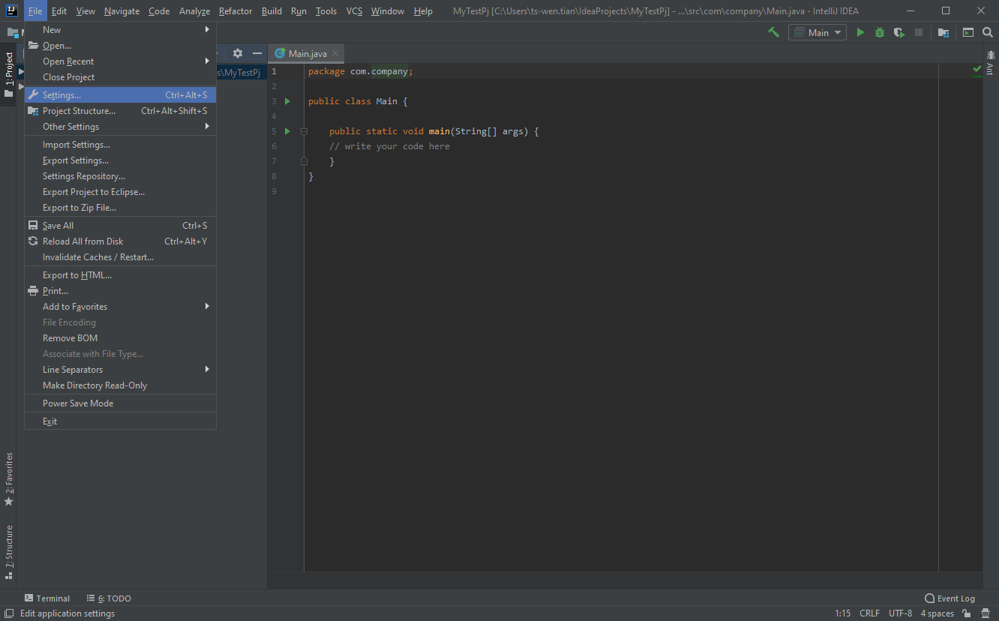 IJ File Edit View Navigate Code Analyze Refactor Build Run Tools VCS Window Help MyTestPj [C:\Users\ts-wen.tian\IdeaProjects\MyTestPj] - ...\src\com\company\Main.java - IntelliJ IDEA
Main
New
Open...
Open Recent
Close Project
Settings... Ctrl+Alt+S
Project Structure... Ctrl+Alt+Shift+S
Other Settings
Import Settings...
Export Settings...
Settings Repository...
Export Project to Eclipse...
Export to Zip File...
Save All Ctrl+S
Reload All from Disk Ctrl+Alt+Y
Invalidate Caches / Restart...
Export to HTML...
Print...
Add to Favorites
File Encoding
Remove BOM
Associate with File Type...
Line Separators
Make Directory Read-Only
Power Save Mode
Exit
1: Project
2: Favorites
7: Structure
s\MyTestPj
Main.java
1 package com.company;
2
3 public class Main {
4
5 public static void main(String[] args) {
6 // write your code here
7 }
8 }
9
Ant
Terminal 6: TODO Event Log
Edit application settings 1:15 CRLF UTF-8 4 spaces